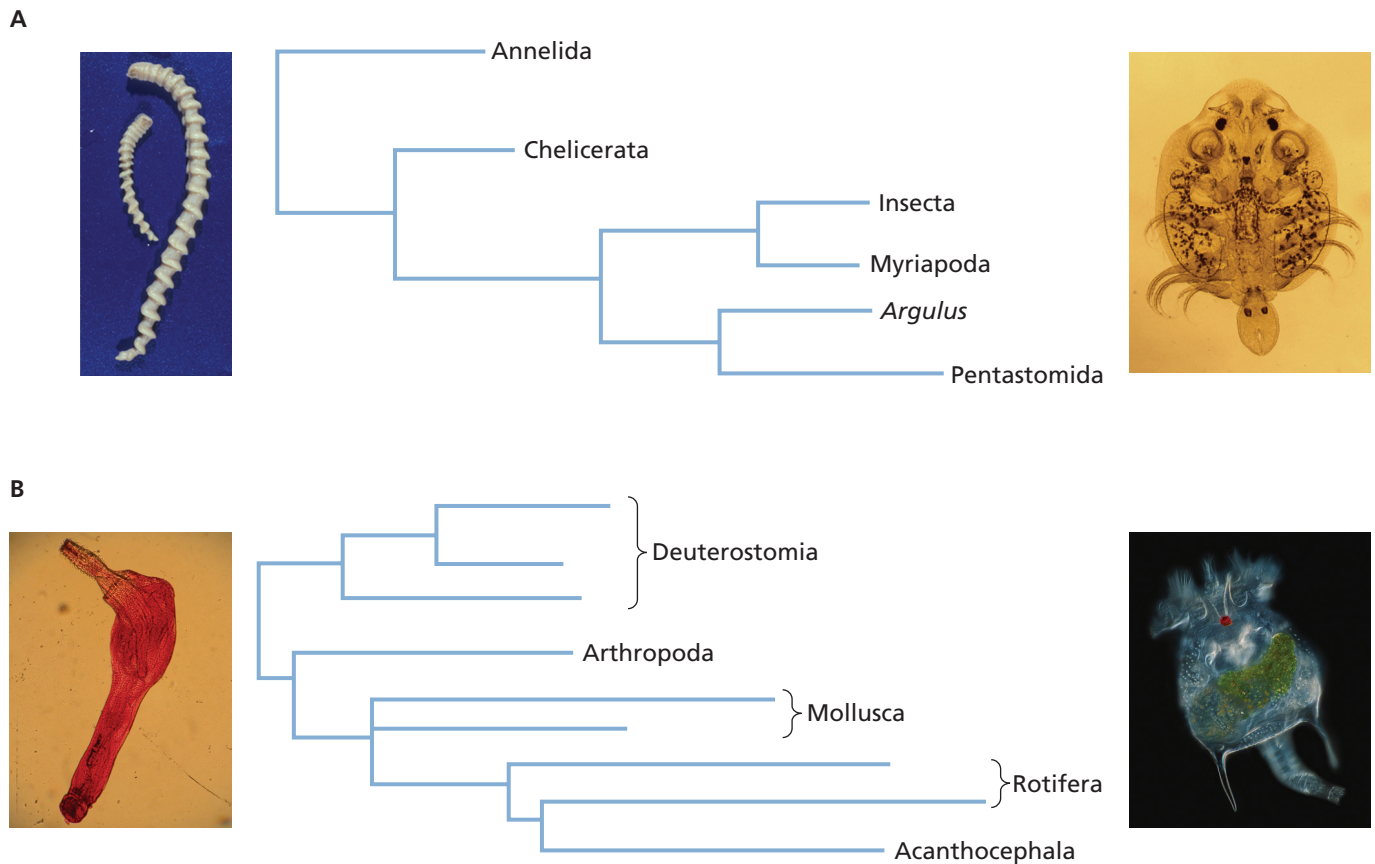 A
Annelida
Chelicerata
Insecta
Myriapoda
Argulus
Pentastomida
B
Deuterostomia
Arthropoda
Mollusca
Rotifera
Acanthocephala